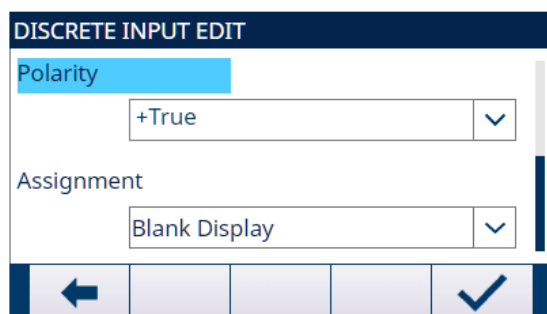 DISCRETE INPUT EDIT
Polarity
+True
Assignment
Blank Display